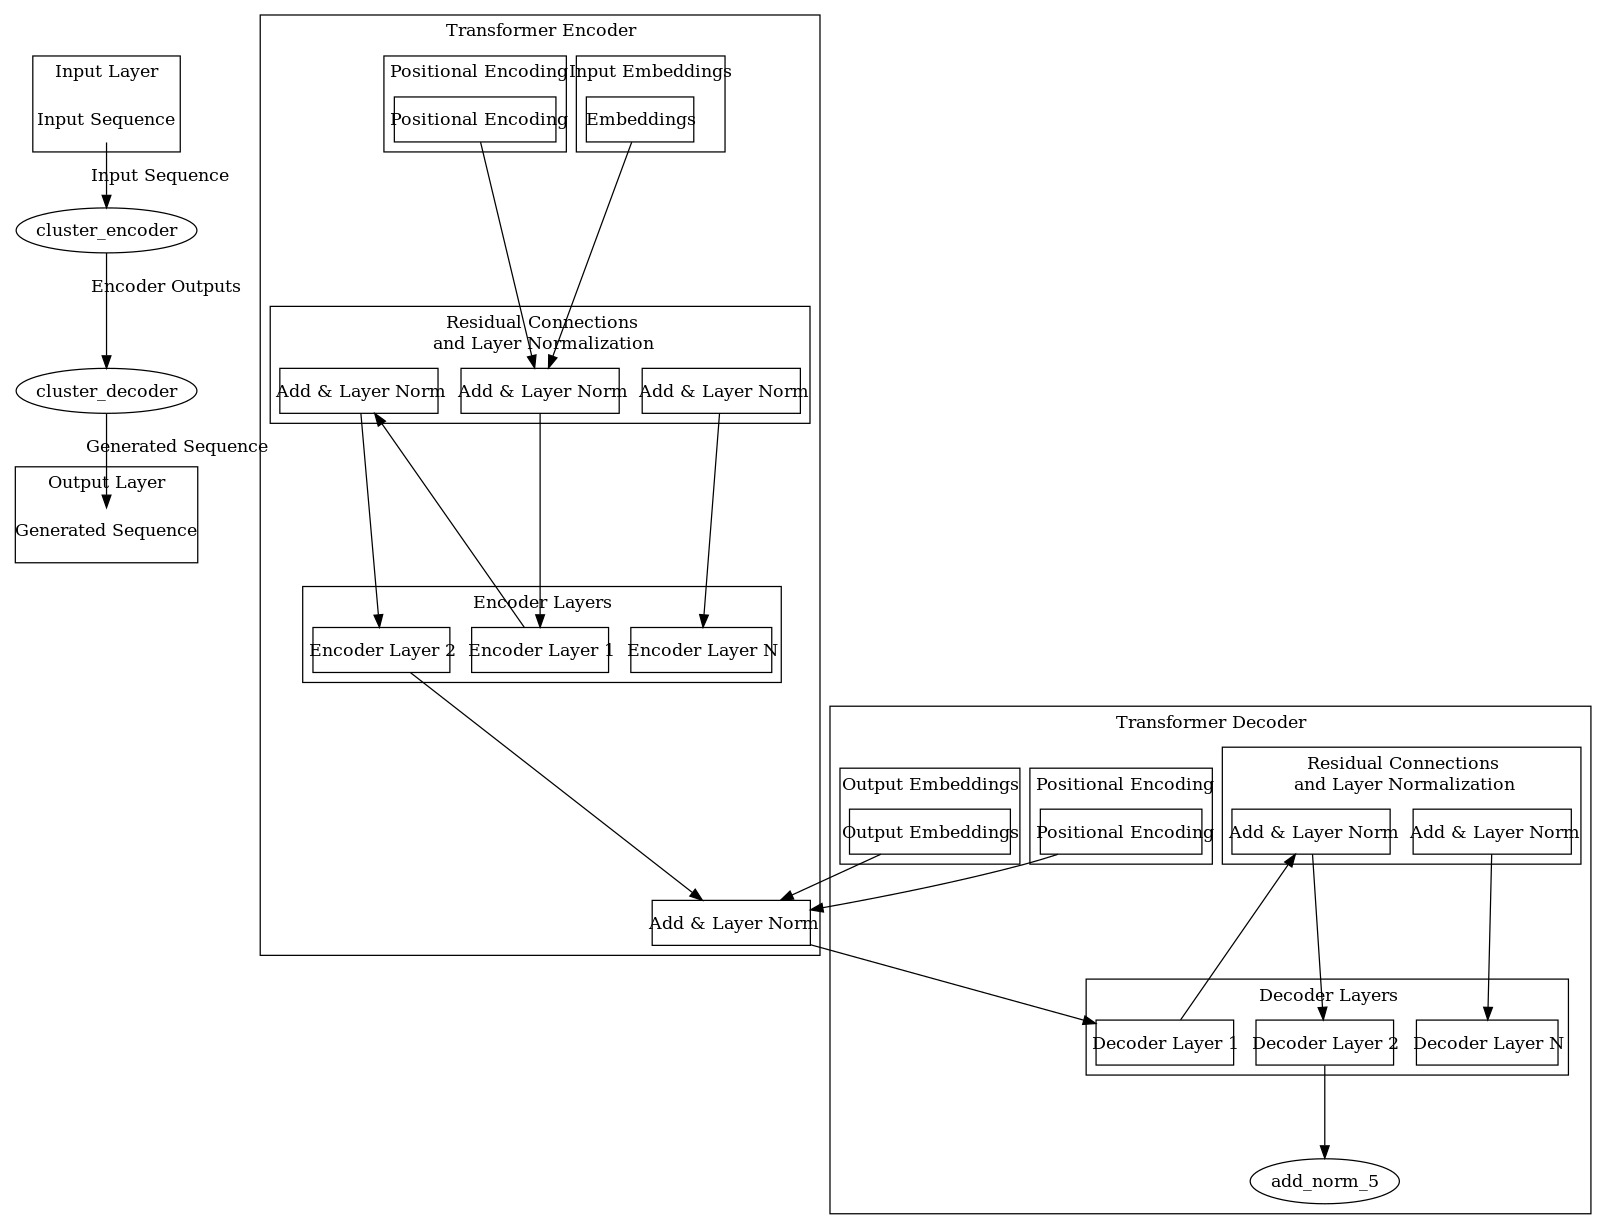 Input Layer
Input Sequence
Input Sequence
cluster_encoder
Encoder Outputs
cluster_decoder
Generated Sequence
Output Layer
Generated Sequence
Transformer Encoder
Positional Encoding
Input Embeddings
Positional Encoding
Embeddings
Residual Connections
and Layer Normalization
Add & Layer Norm
Add & Layer Norm
Add & Layer Norm
Encoder Layers
Encoder Layer 2
Encoder Layer 1
Encoder Layer N
Add & Layer Norm
Transformer Decoder
Output Embeddings
Output Embeddings
Positional Encoding
Positional Encoding
Residual Connections
and Layer Normalization
Add & Layer Norm
Add & Layer Norm
Decoder Layers
Decoder Layer 1
Decoder Layer 2
Decoder Layer N
add_norm_5